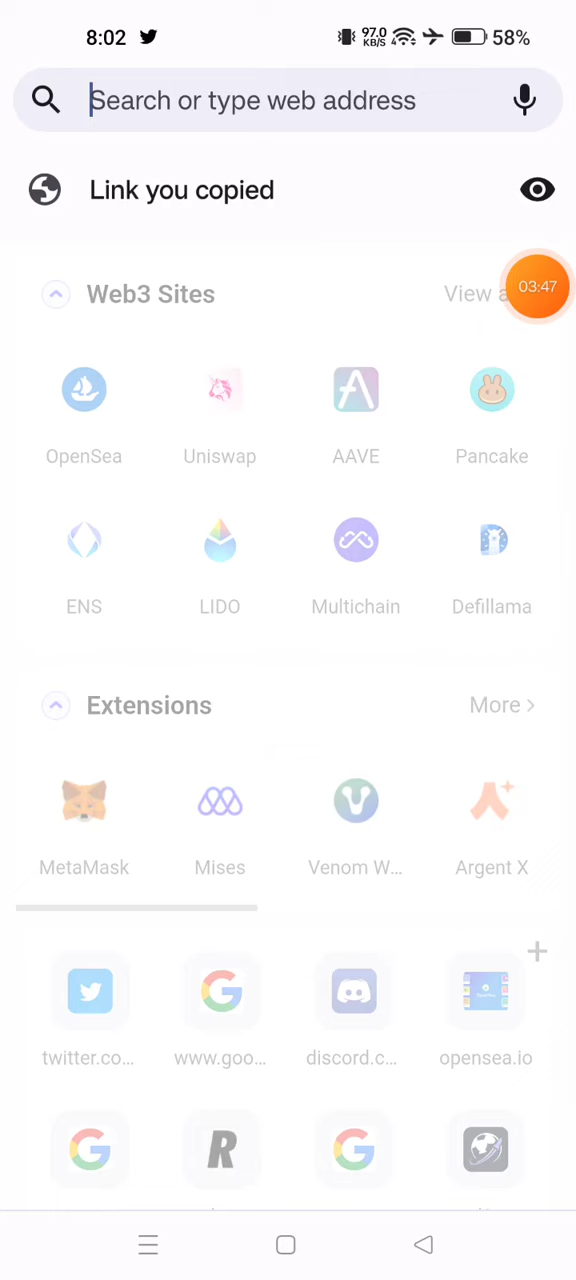 8:02 97.0 KB/S 4 58%
Search or type web address
Link you copied
Web3 Sites View a
03:47
OpenSea Uniswap AAVE Pancake
ENS LIDO Multichain Defillama
Extensions More >
MetaMask Mises Venom W... Argent X
twitter.co... www.goo... discord.c... opensea.io